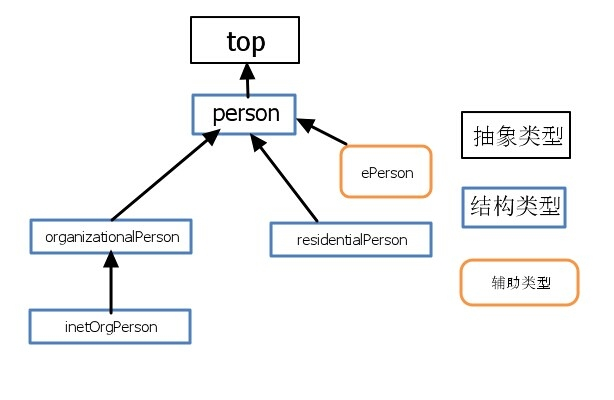 top
person
抽象类型
ePerson
结构类型
organizationalPerson
residentialPerson
辅助类型
inetOrgPerson